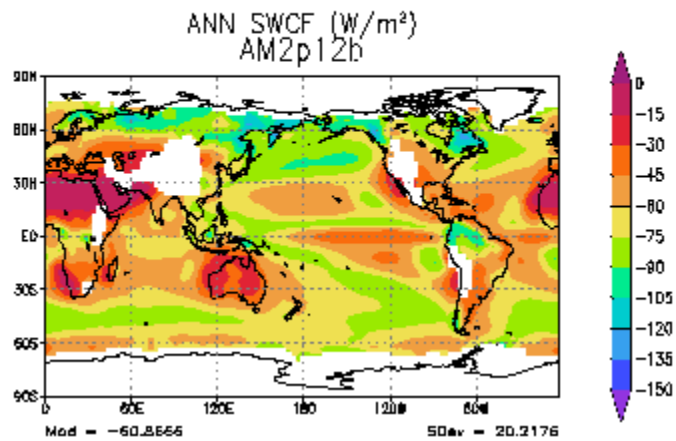 ANN SWCF (W/m²)
AM2p12b
90N
60N
30N
EQ
30S
60S
90S
0
60E
120E
180
120W
60W
0
-15
-30
-45
-60
-75
-90
-105
-120
-135
-150
Mod = -60.8666
SDev = 20.2176